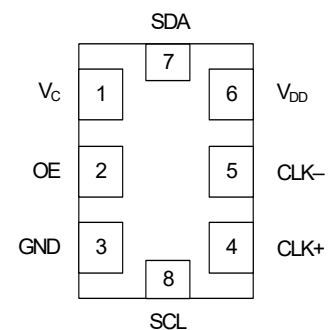 SDA
7
V_C 1 6 V_DD
OE 2 5 CLK–
GND 3 4 CLK+
8
SCL